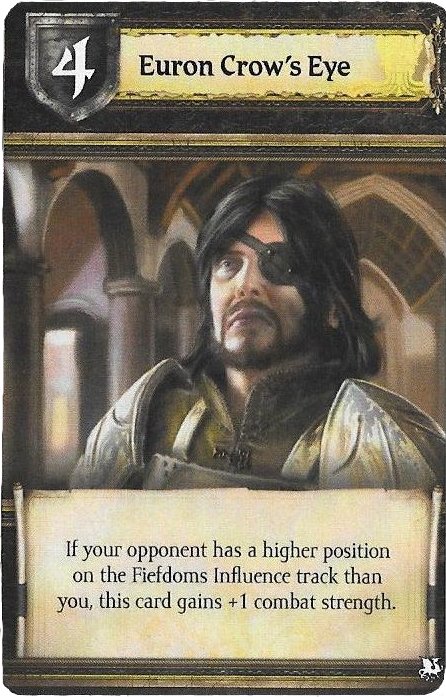 4
Euron Crow's Eye
If your opponent has a higher position
on the Fiefdoms Influence track than
you, this card gains +1 combat strength.